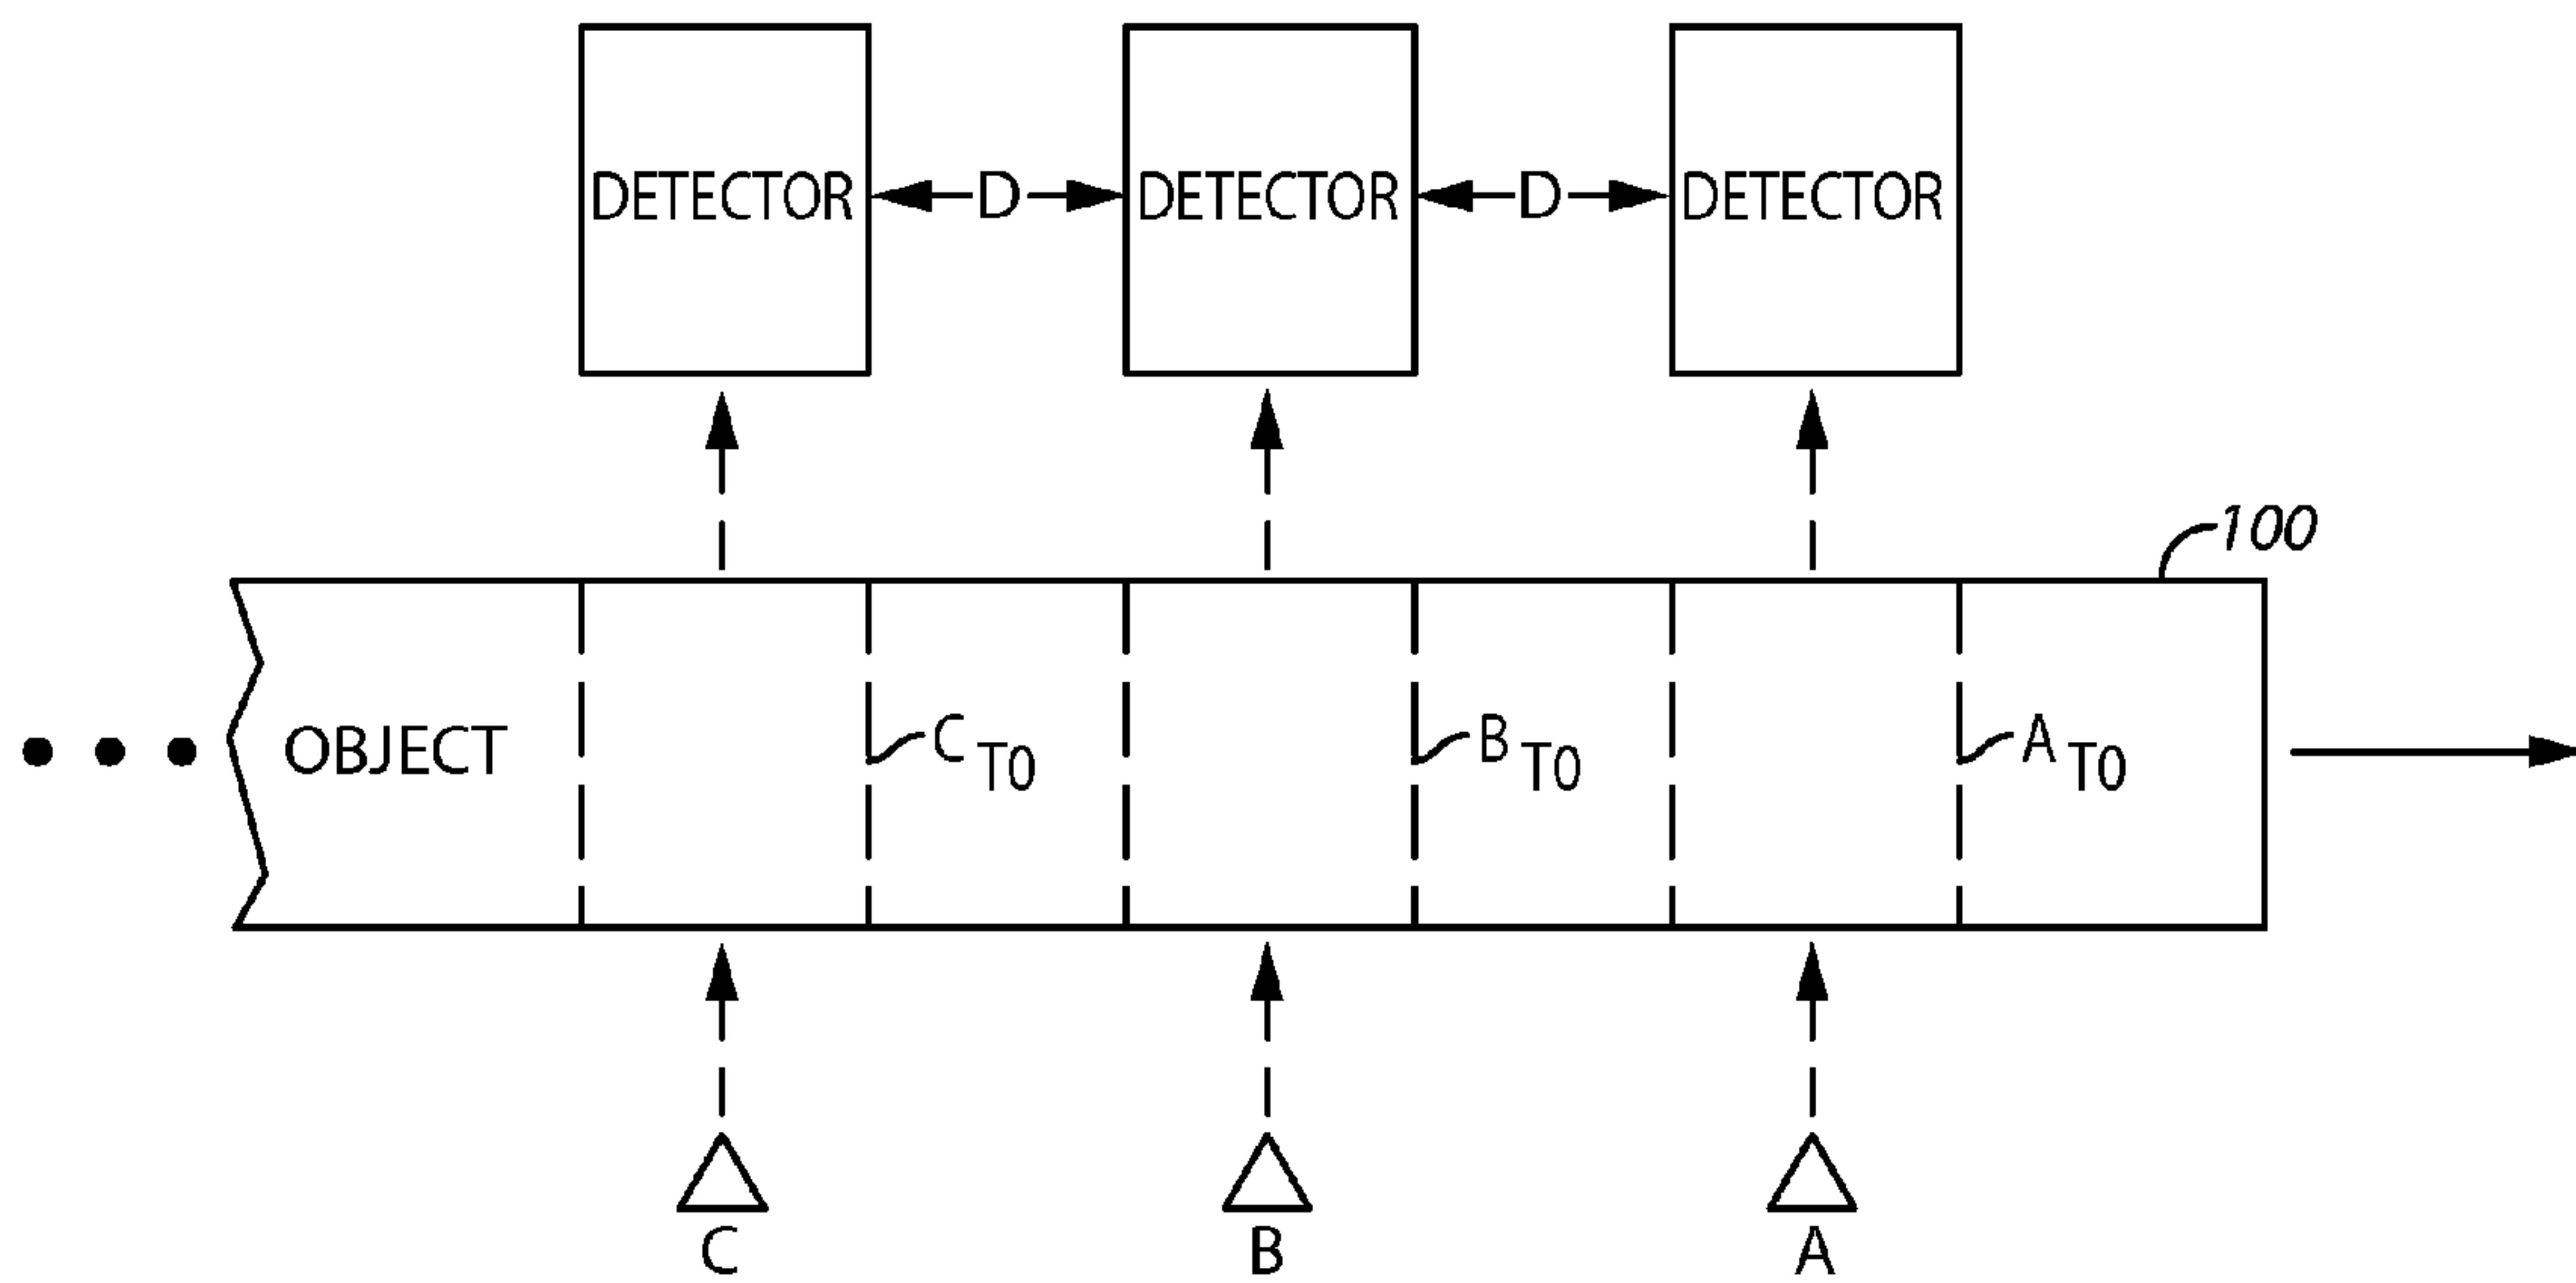 DETECTOR D DETECTOR D DETECTOR
100
OBJECT C T0 B T0 A T0
C B A